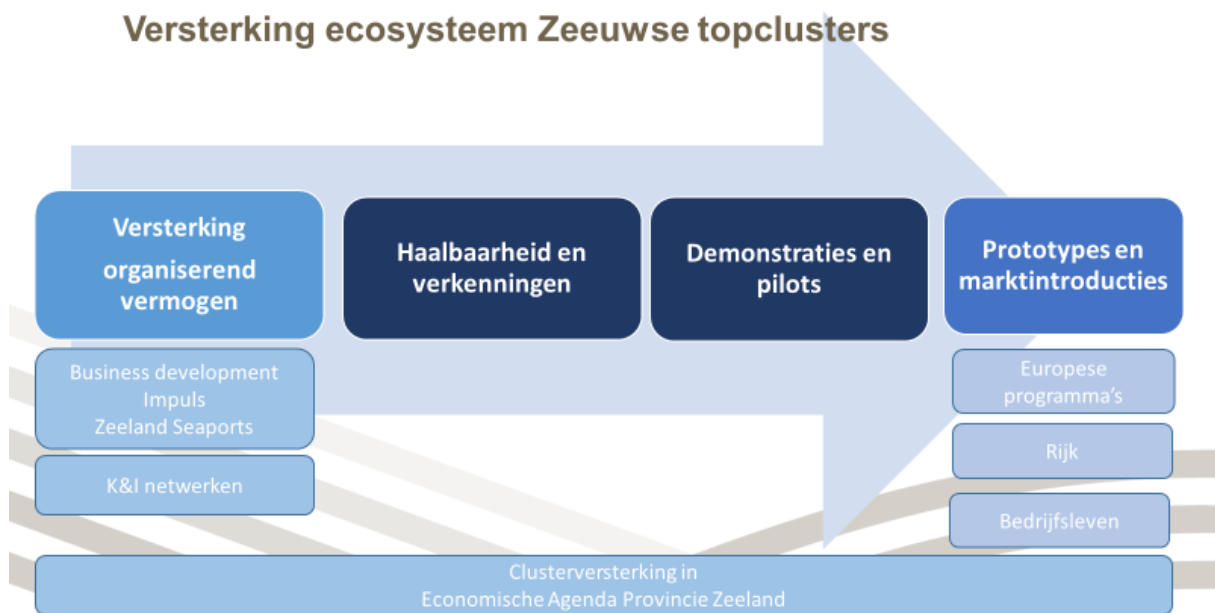 Versterking ecosysteem Zeeuwse topclusters
Versterking
organiserend
vermogen
Haalbaarheid en
verkenningen
Demonstraties en
pilots
Prototypes en
marktintroducties
Business development
Impuls
Zeeland Seaports
K&I netwerken
Europese
programma's
Rijk
Bedrijfsleven
Clusterversterking in
Economische Agenda Provincie Zeeland